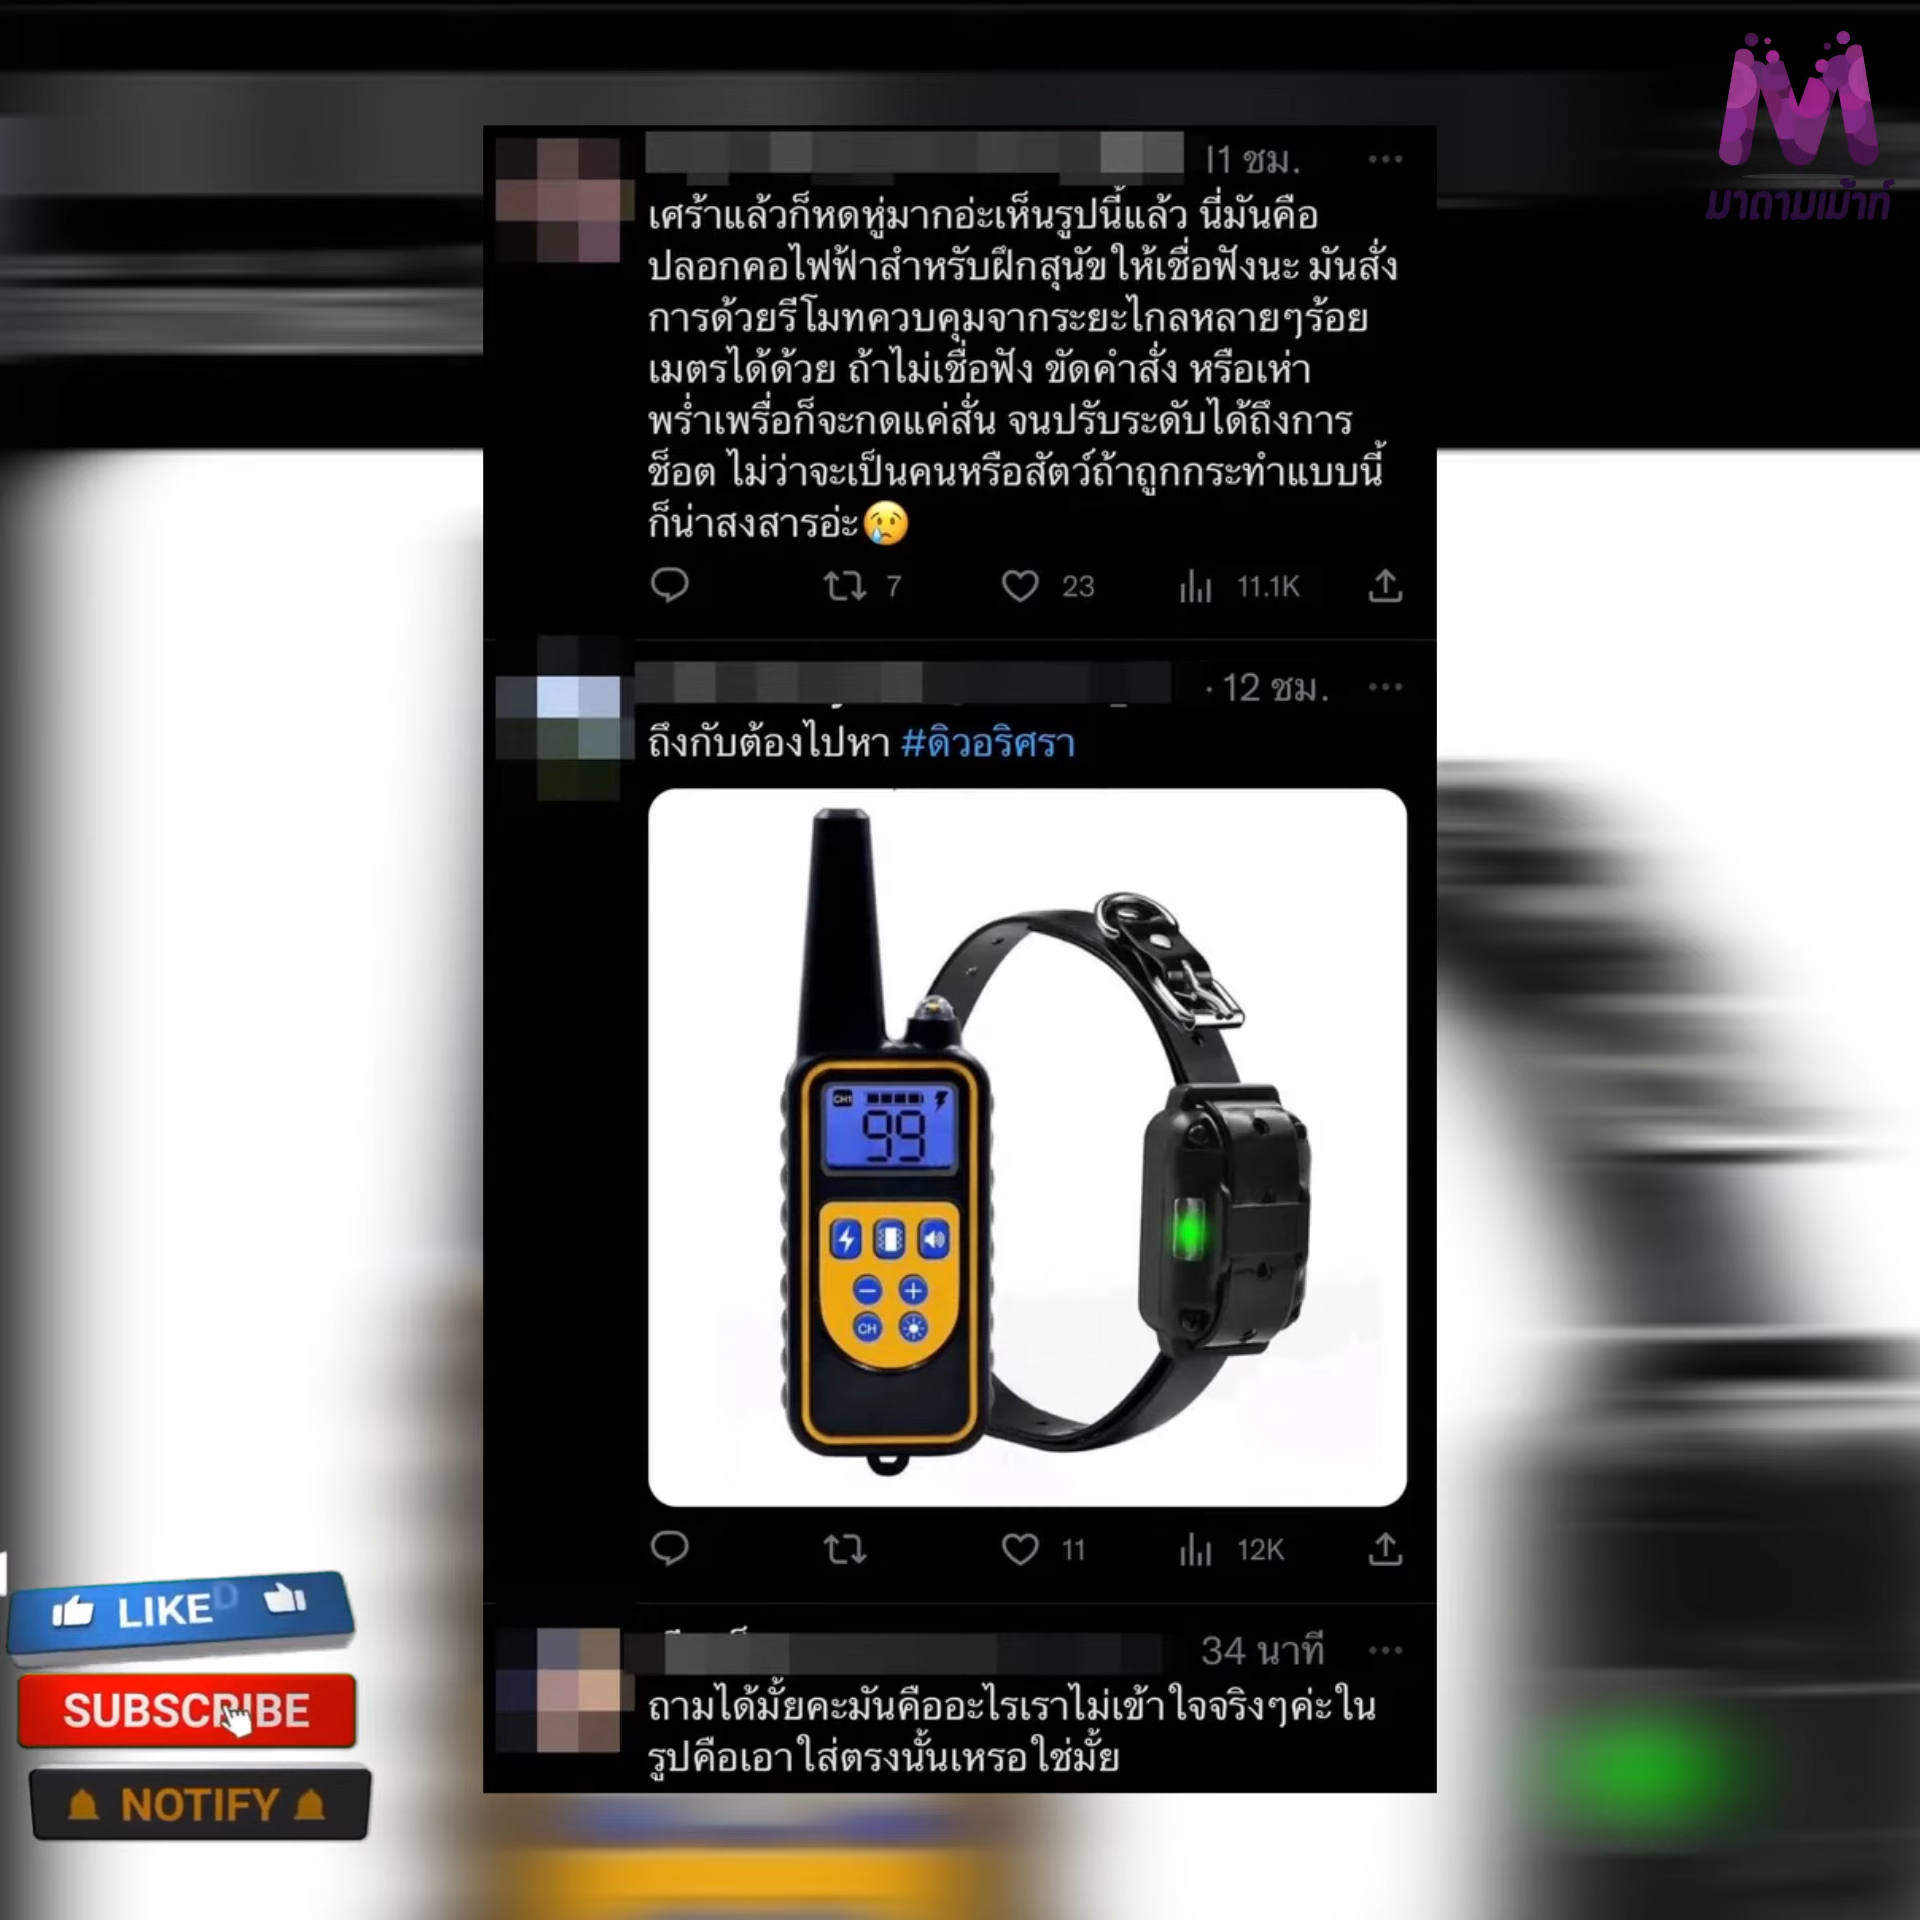 มาดามเม้าท์
11 ชม.
เศร้าแล้วก็หดหู่มากอ่ะเห็นรูปนี้แล้ว นี่มันคือ
ปลอกคอไฟฟ้าสำหรับฝึกสุนัขให้เชื่อฟังนะ มันสั่ง
การด้วยรีโมทควบคุมจากระยะไกลหลายๆร้อย
เมตรได้ด้วย ถ้าไม่เชื่อฟัง ขัดคำสั่ง หรือเห่า
พร่ำเพรื่อก็จะกดแค่สั่น จนปรับระดับได้ถึงการ
ช็อต ไม่ว่าจะเป็นคนหรือสัตว์ถ้าถูกกระทำแบบนี้
ก็น่าสงสารอ่ะ😢
7 23 11.1K
· 12 ชม.
ถึงกับต้องไปหา #ดิวอริศรา
CH1
99
CH
11 12K
34 นาที
ถามได้มั้ยคะมันคืออะไรเราไม่เข้าใจจริงๆค่ะใน
รูปคือเอาใส่ตรงนั้นเหรอใช่มั้ย
LIKED
SUBSCRIBE
NOTIFY